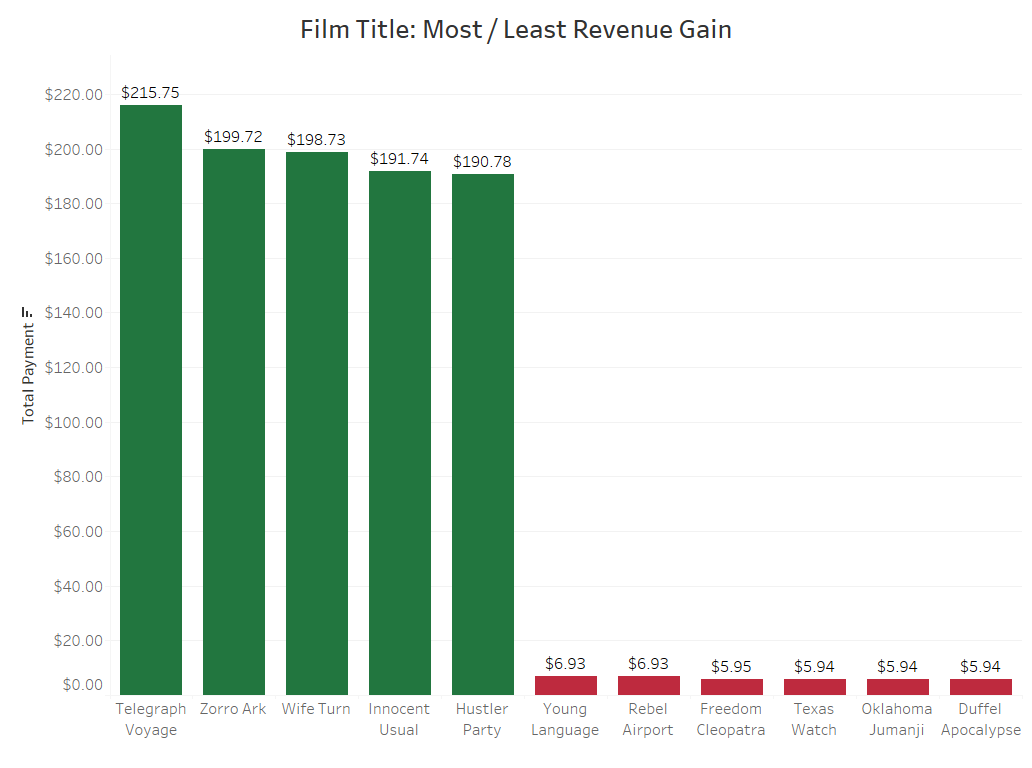 Film Title: Most / Least Revenue Gain
Total Payment
$220.00
$200.00
$180.00
$160.00
$140.00
$120.00
$100.00
$80.00
$60.00
$40.00
$20.00
$0.00
$215.75
$199.72
$198.73
$191.74
$190.78
$6.93
$6.93
$5.95
$5.94
$5.94
$5.94
Telegraph
Voyage
Zorro Ark
Wife Turn
Innocent
Usual
Hustler
Party
Young
Language
Rebel
Airport
Freedom
Cleopatra
Texas
Watch
Oklahoma
Jumanji
Duffel
Apocalypse